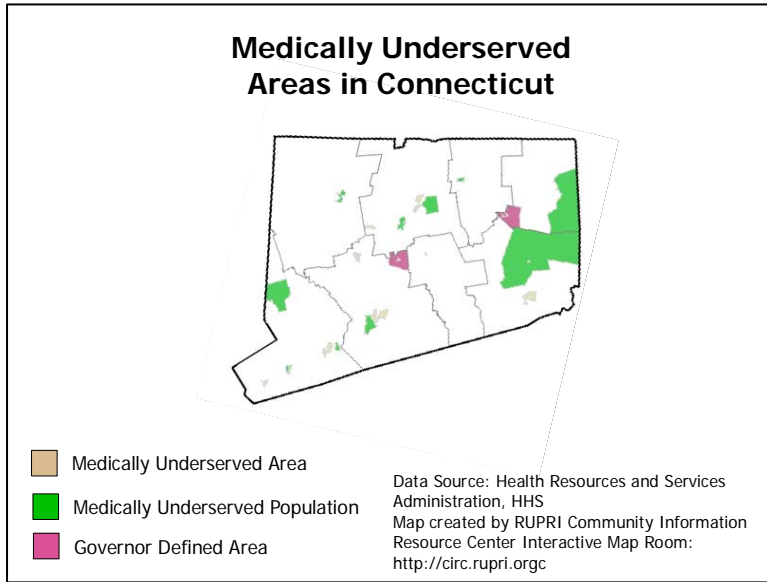 Medically Underserved
Areas in Connecticut
Medically Underserved Area
Medically Underserved Population
Governor Defined Area
Data Source: Health Resources and Services
Administration, HHS
Map created by RUPRI Community Information
Resource Center Interactive Map Room:
http://circ.rupri.orgc